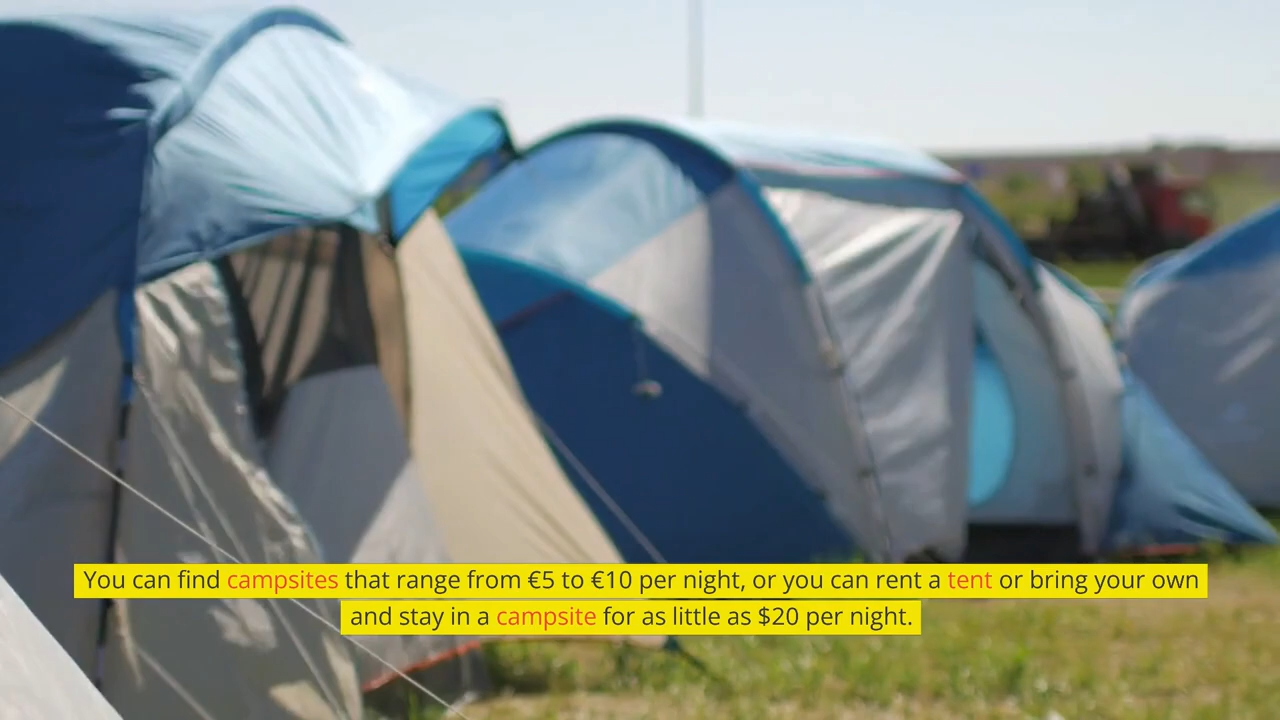 You can find campsites that range from €5 to €10 per night, or you can rent a tent or bring your own
and stay in a campsite for as little as $20 per night.